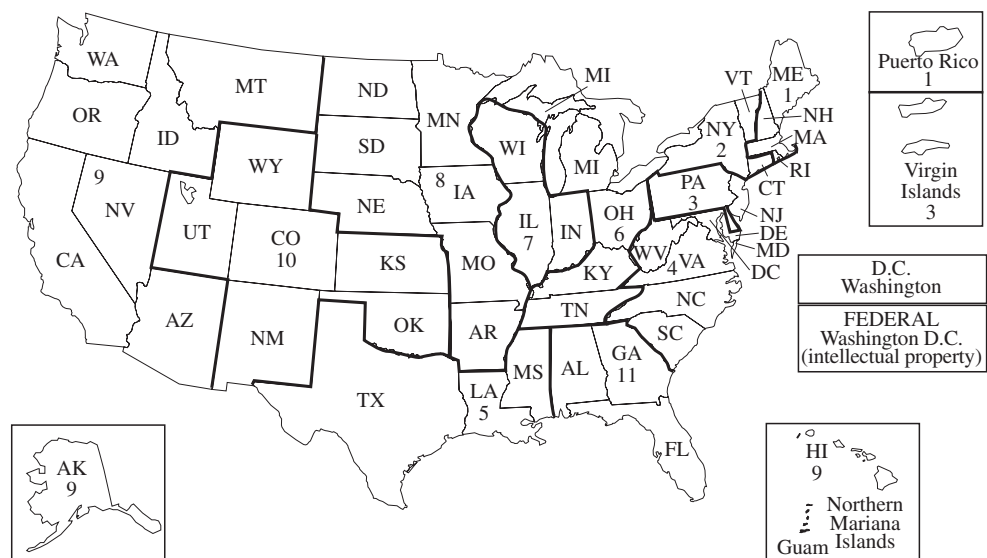 WA
MT
ND
MN
MI
VT
ME
1
Puerto Rico
1
OR
ID
WY
SD
WI
MI
NY
2
NH
MA
RI
CT
9
NV
UT
CO
10
NE
8
IA
IL
7
IN
OH
6
PA
3
NJ
DE
MD
DC
Virgin
Islands
3
CA
KS
MO
KY
WV
4
VA
D.C.
Washington
AZ
NM
OK
AR
TN
NC
SC
FEDERAL
Washington D.C.
(intellectual property)
TX
LA
5
MS
AL
GA
11
FL
AK
9
HI
9
Northern
Mariana
Islands
Guam